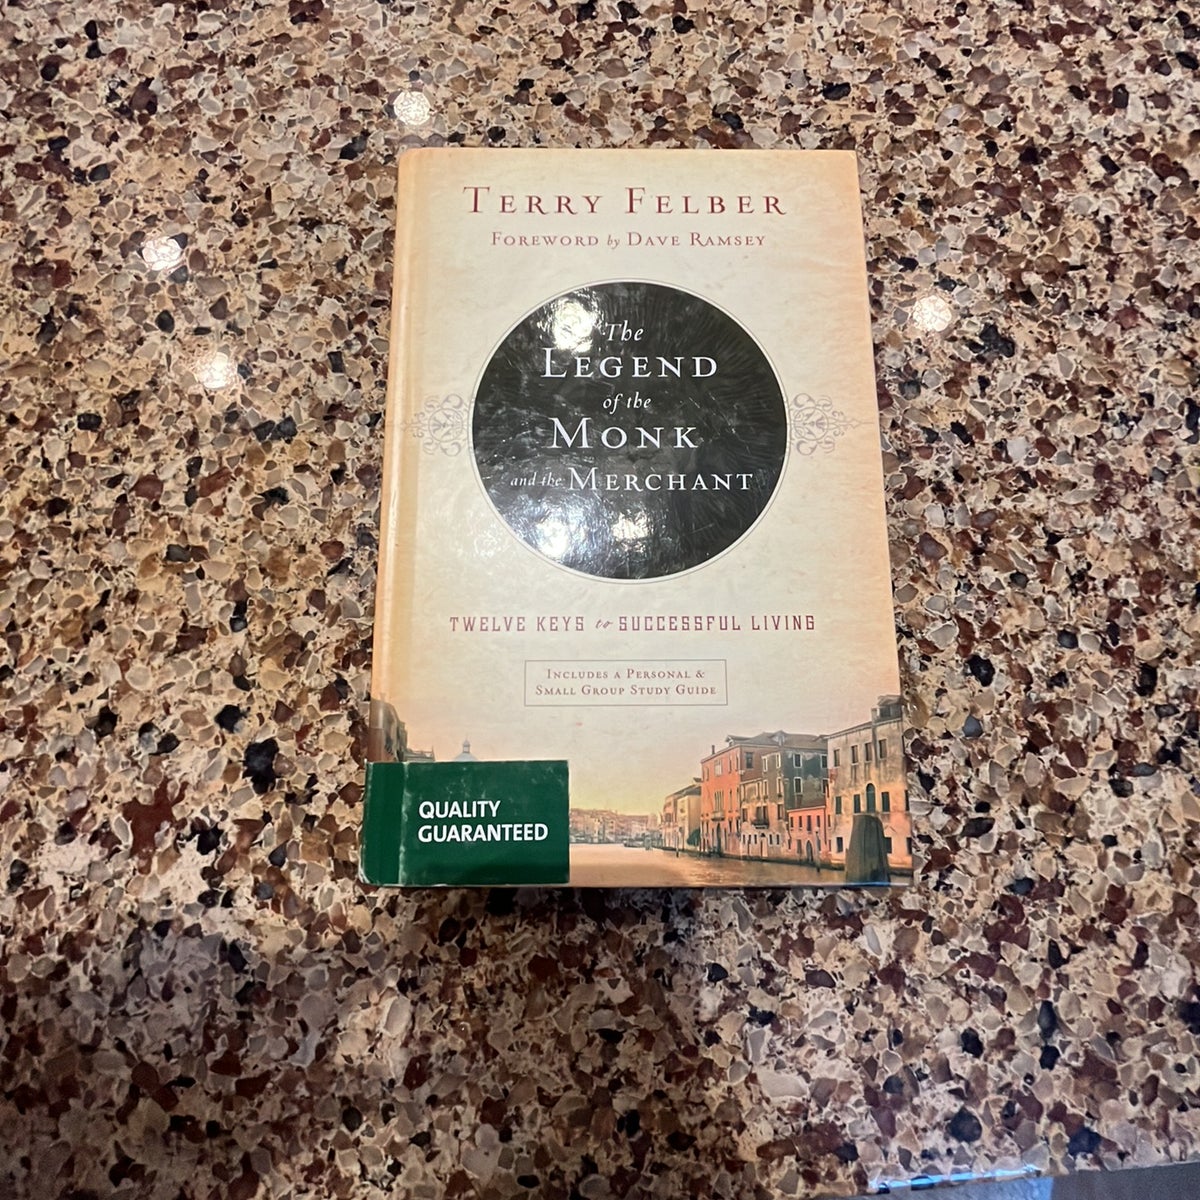 TERRY FELBER
FOREWORD by DAVE RAMSEY
The
LEGEND
of the
MONK
and the MERCHANT
TWELVE KEYS to SUCCESSFUL LIVING
INCLUDES A PERSONAL &
SMALL GROUP STUDY GUIDE
QUALITY
GUARANTEED